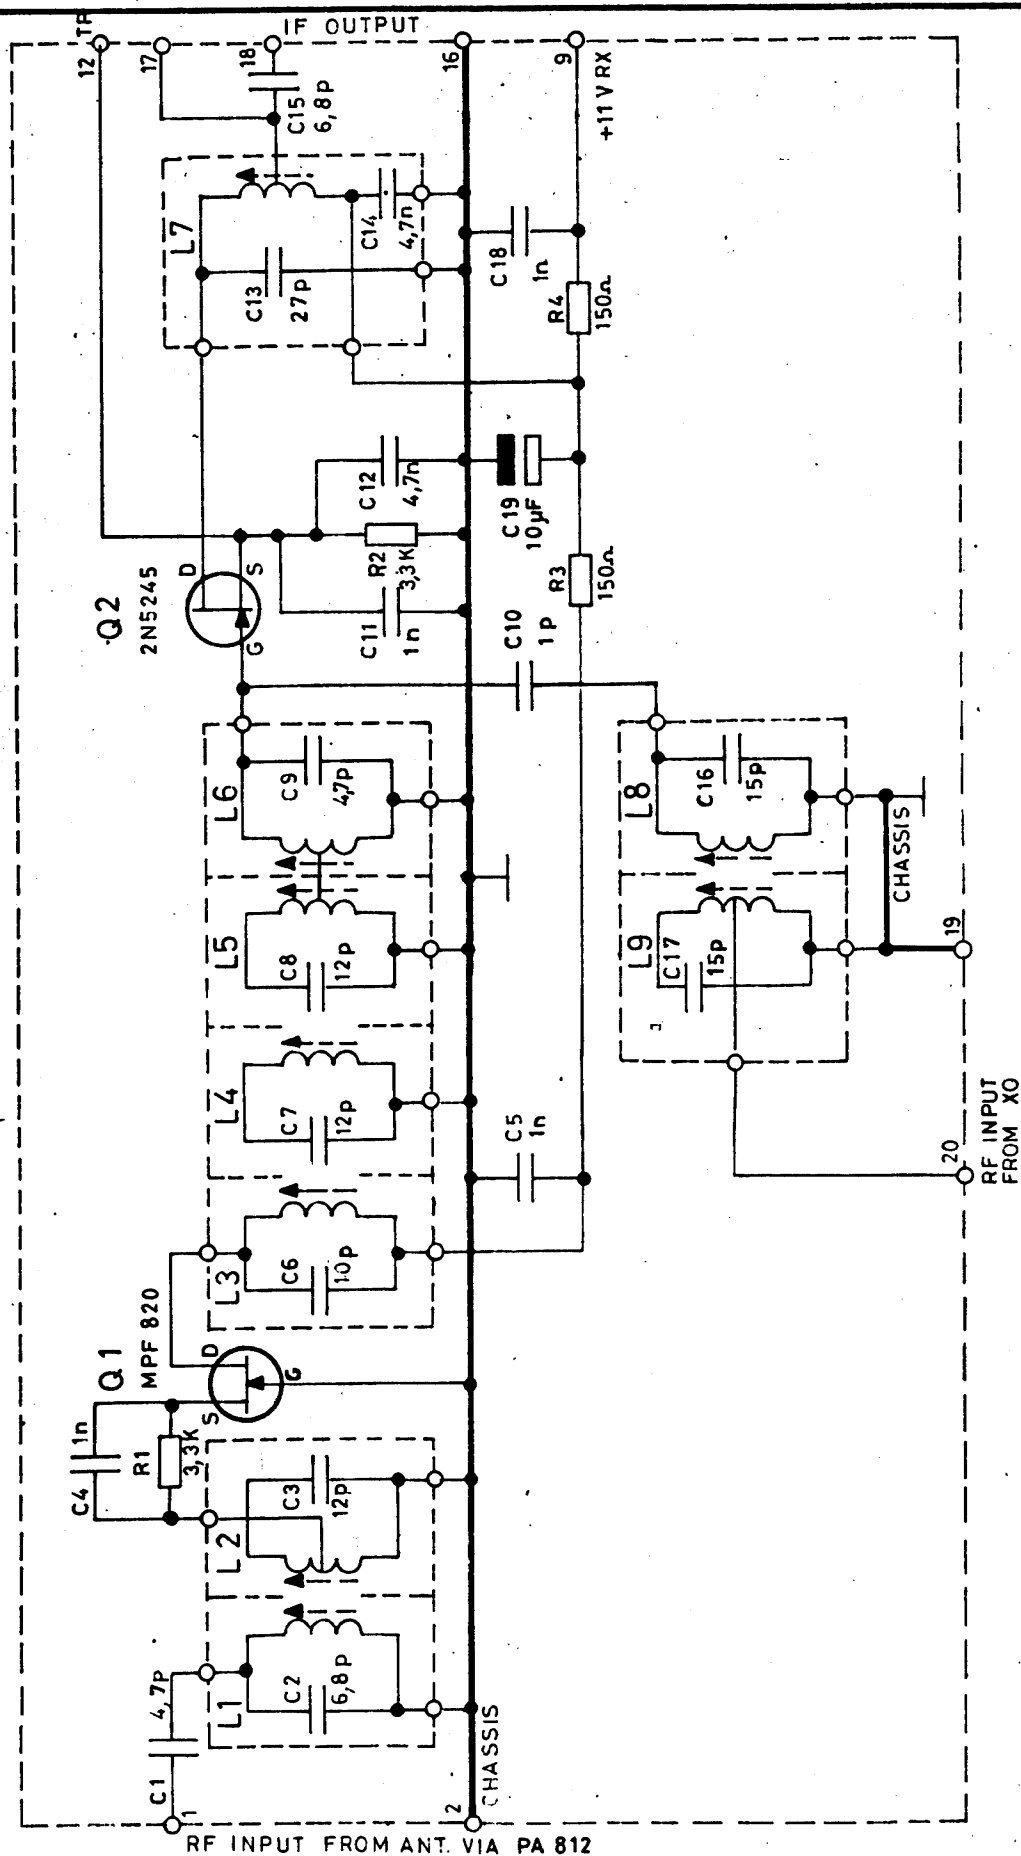 TP
12
17
18
IF OUTPUT
16
9
+11V RX
C15
6,8p
L7
C13
27p
C14
4,7n
C18
1n
R4
150Ω
Q2
2N5245
D
S
G
C12
4,7n
R2
3,3K
C11
1n
C19
10µF
R3
150Ω
C10
1p
L6
C9
4,7p
L5
C8
12p
L4
C7
12p
L3
C6
10p
C5
1n
L8
C16
15p
L9
C17
15p
CHASSIS
19
20
RF INPUT
FROM XO
Q1
MPF 820
D
S
G
C4
1n
R1
3,3K
L2
C3
12p
L1
C2
6,8p
C1
4,7p
1
2
CHASSIS
RF INPUT FROM ANT. VIA PA 812